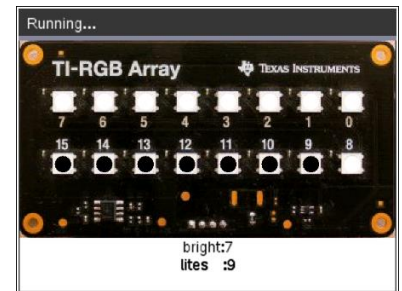 Running...
TI-RGB Array TEXAS INSTRUMENTS
7 6 5 4 3 2 1 0
15 14 13 12 11 10 9 8
bright:7
lites :9